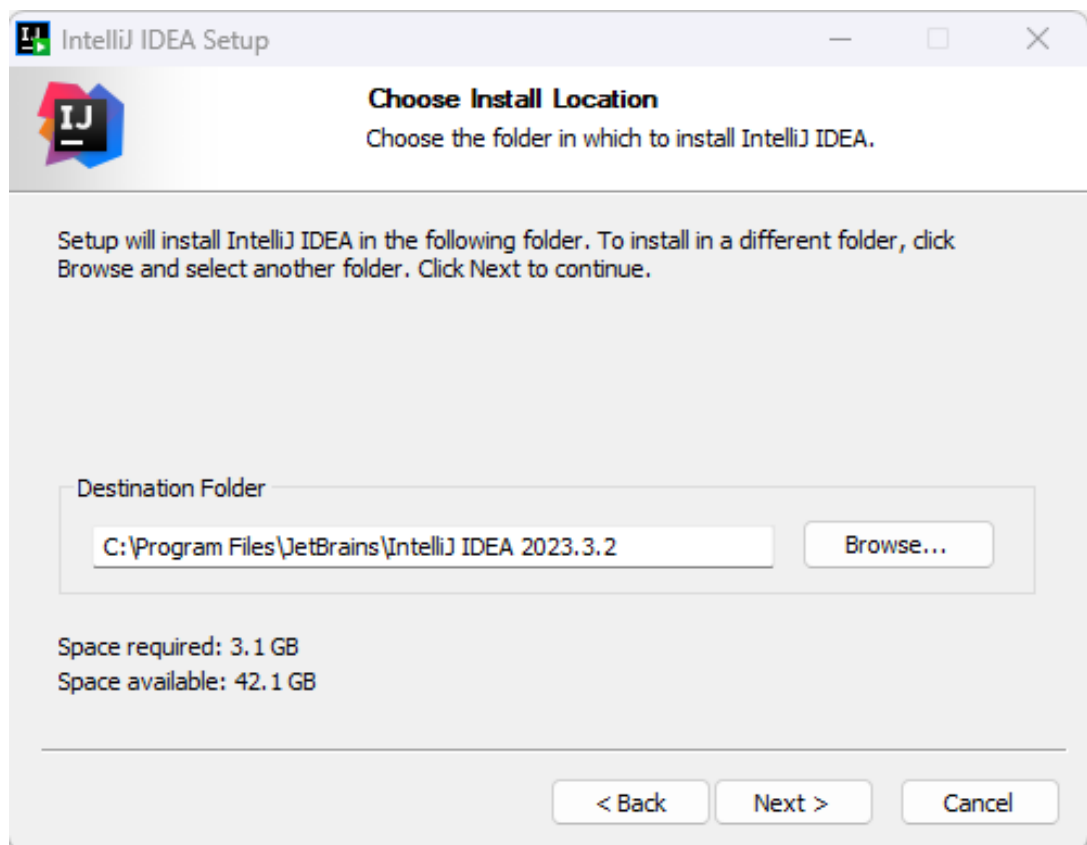 IntelliJ IDEA Setup
IJ
Choose Install Location
Choose the folder in which to install IntelliJ IDEA.
Setup will install IntelliJ IDEA in the following folder. To install in a different folder, click
Browse and select another folder. Click Next to continue.
Destination Folder
C:\Program Files\JetBrains\IntelliJ IDEA 2023.3.2
Browse...
Space required: 3.1 GB
Space available: 42.1 GB
< Back
Next >
Cancel